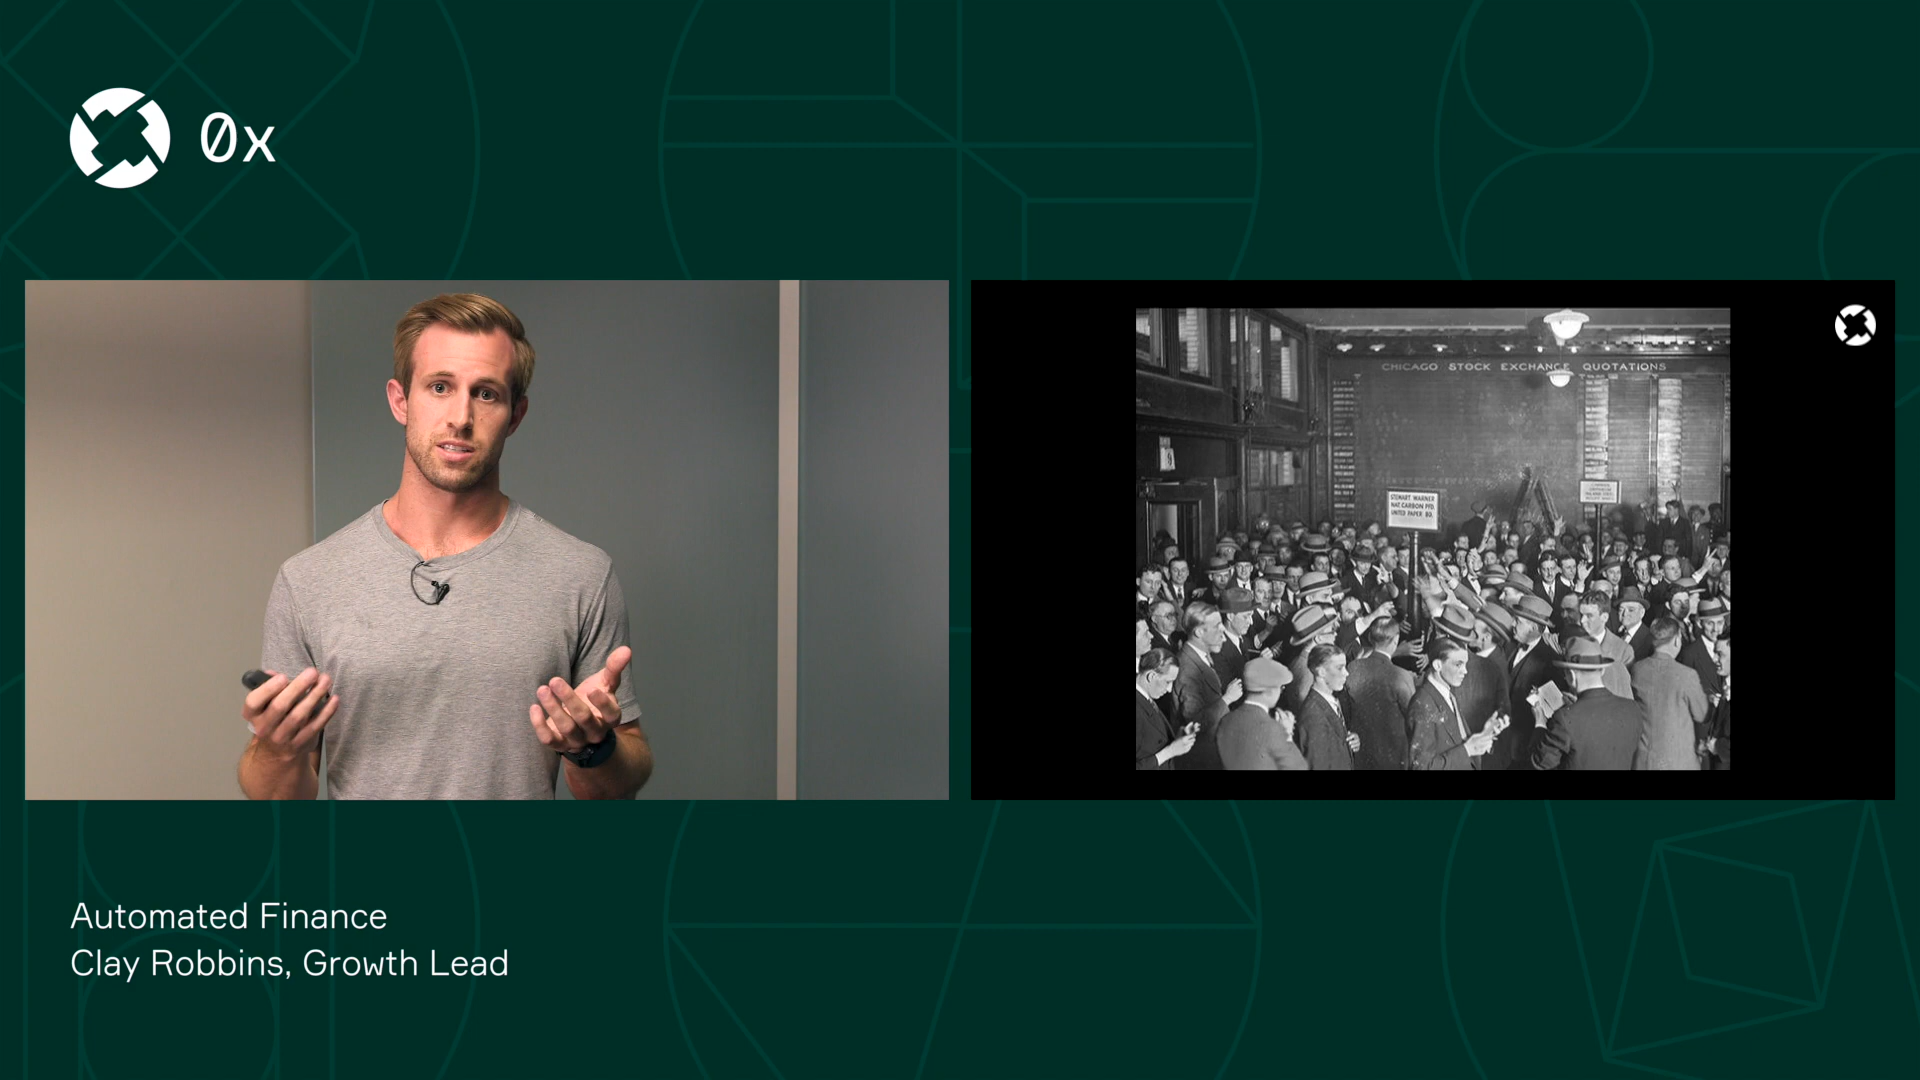 0x
CHICAGO STOCK EXCHANGE QUOTATIONS
9
STEWART WARNER
NAT. CARBON PFD.
UNITED PAPER BD.
Automated Finance
Clay Robbins, Growth Lead